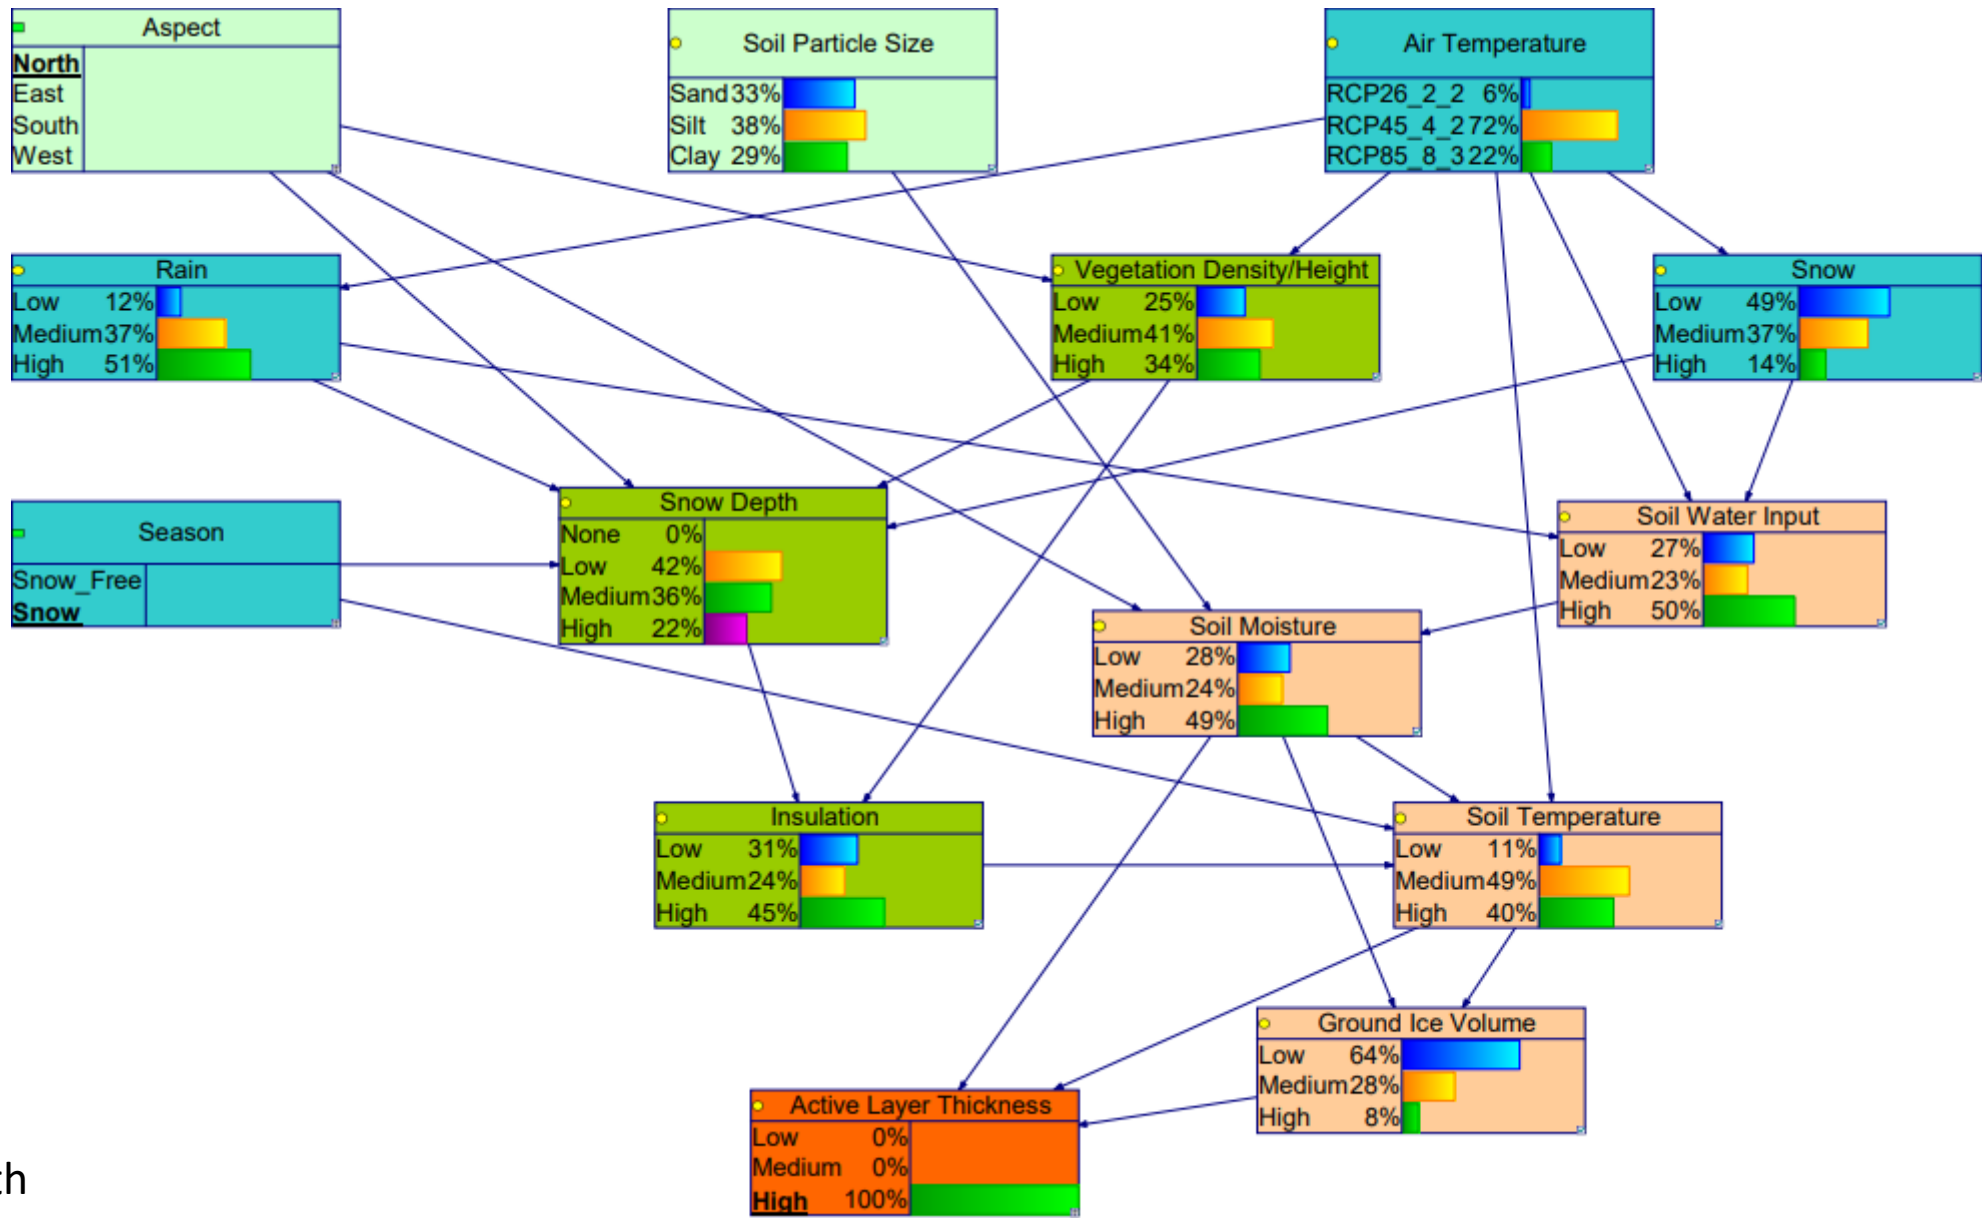 Aspect
North
East
South
West
Soil Particle Size
Sand 33%
Silt 38%
Clay 29%
Air Temperature
RCP26_2_2 6%
RCP45_4_2 72%
RCP85_8_3 22%
Rain
Low 12%
Medium 37%
High 51%
Vegetation Density/Height
Low 25%
Medium 41%
High 34%
Snow
Low 49%
Medium 37%
High 14%
Season
Snow_Free
Snow
Snow Depth
None 0%
Low 42%
Medium 36%
High 22%
Soil Water Input
Low 27%
Medium 23%
High 50%
Soil Moisture
Low 28%
Medium 24%
High 49%
Insulation
Low 31%
Medium 24%
High 45%
Soil Temperature
Low 11%
Medium 49%
High 40%
Ground Ice Volume
Low 64%
Medium 28%
High 8%
Active Layer Thickness
Low 0%
Medium 0%
High 100%
th